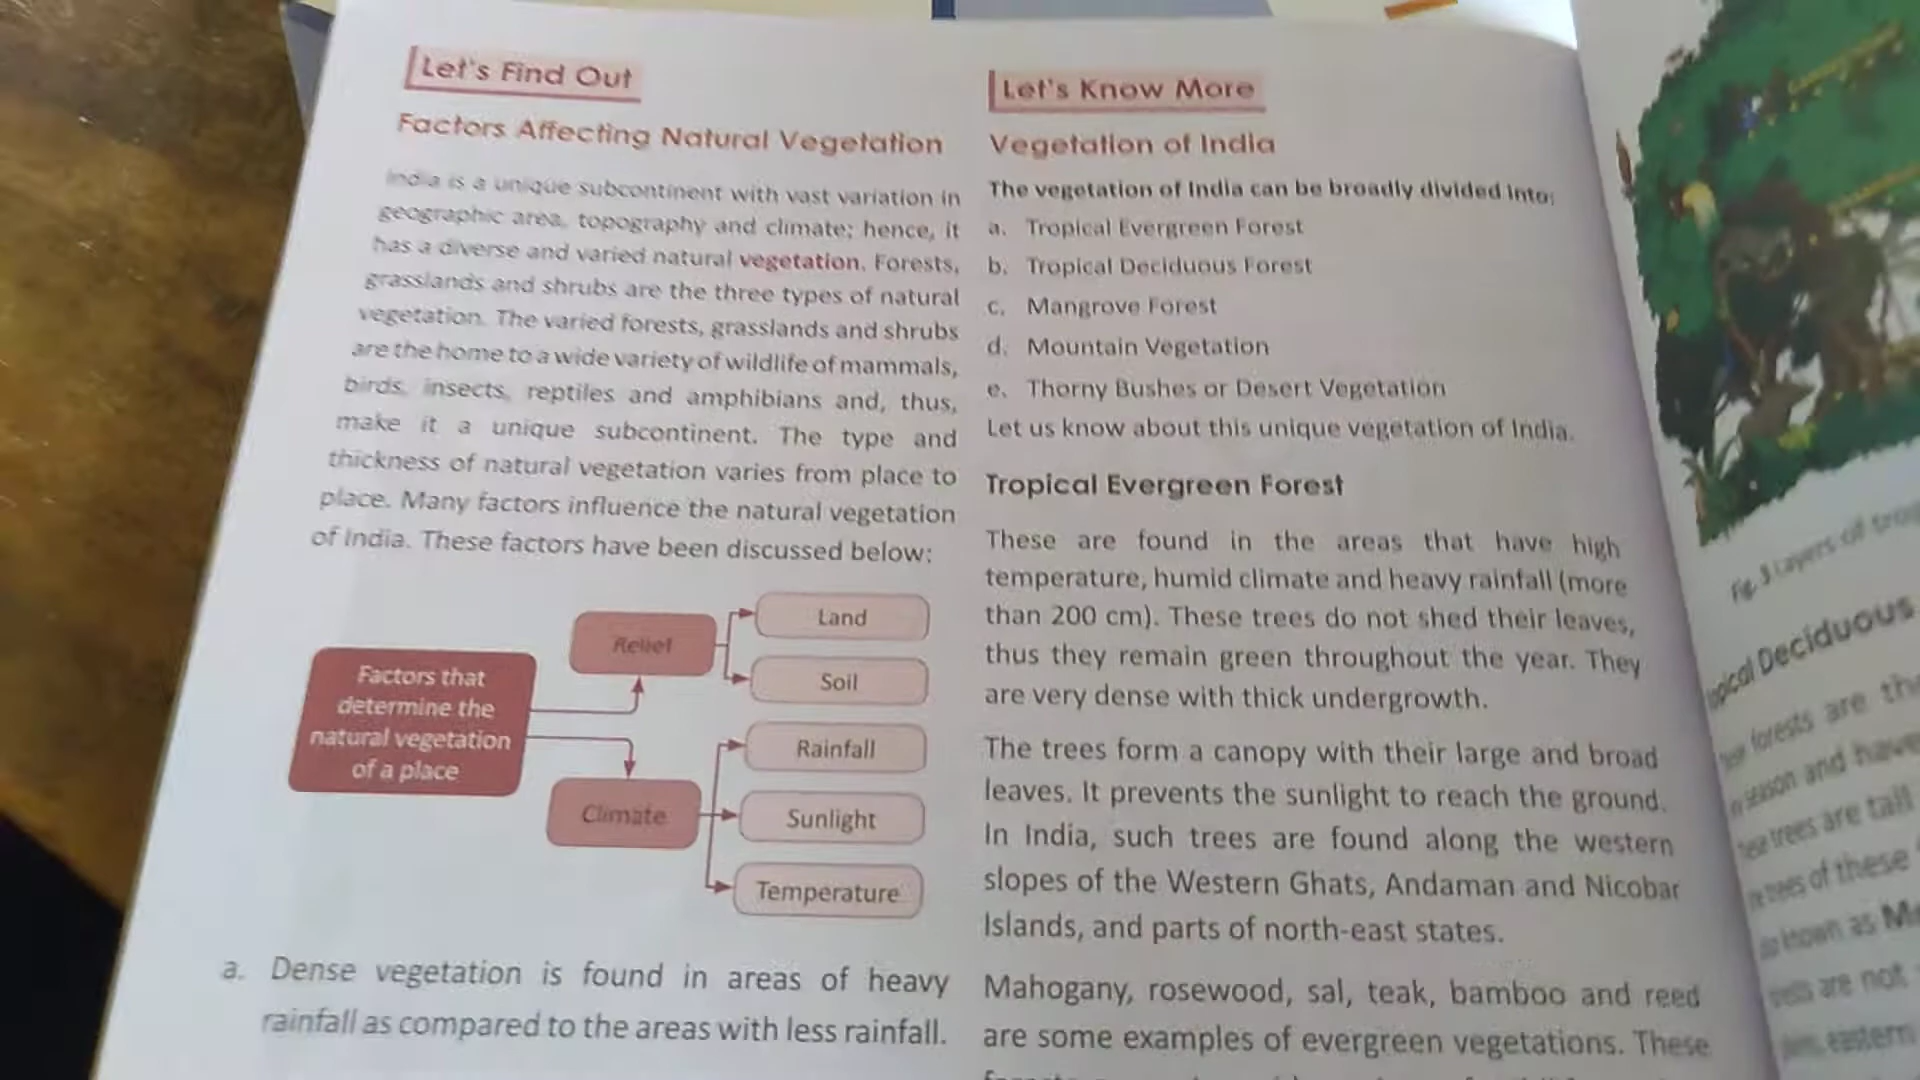 Let's Find Out
Factors Affecting Natural Vegetation
India is a unique subcontinent with vast variation in
geographic area, topography and climate; hence, it
has a diverse and varied natural vegetation. Forests,
grasslands and shrubs are the three types of natural
vegetation. The varied forests, grasslands and shrubs
are the home to a wide variety of wildlife of mammals,
birds, insects, reptiles and amphibians and, thus,
make it a unique subcontinent. The type and
thickness of natural vegetation varies from place to
place. Many factors influence the natural vegetation
of India. These factors have been discussed below:
Factors that
determine the
natural vegetation
of a place
Relief
Land
Soil
Climate
Rainfall
Sunlight
Temperature
a. Dense vegetation is found in areas of heavy
rainfall as compared to the areas with less rainfall.
Let's Know More
Vegetation of India
The vegetation of India can be broadly divided into:
a. Tropical Evergreen Forest
b. Tropical Deciduous Forest
c. Mangrove Forest
d. Mountain Vegetation
e. Thorny Bushes or Desert Vegetation
Let us know about this unique vegetation of India.
Tropical Evergreen Forest
These are found in the areas that have high
temperature, humid climate and heavy rainfall (more
than 200 cm). These trees do not shed their leaves,
thus they remain green throughout the year. They
are very dense with thick undergrowth.
The trees form a canopy with their large and broad
leaves. It prevents the sunlight to reach the ground.
In India, such trees are found along the western
slopes of the Western Ghats, Andaman and Nicobar
Islands, and parts of north-east states.
Mahogany, rosewood, sal, teak, bamboo and reed
are some examples of evergreen vegetations. These
Fig. 3 Layers of
Deciduous
forests are
season and have
trees are tall
trees of these
known as
are not
eastern